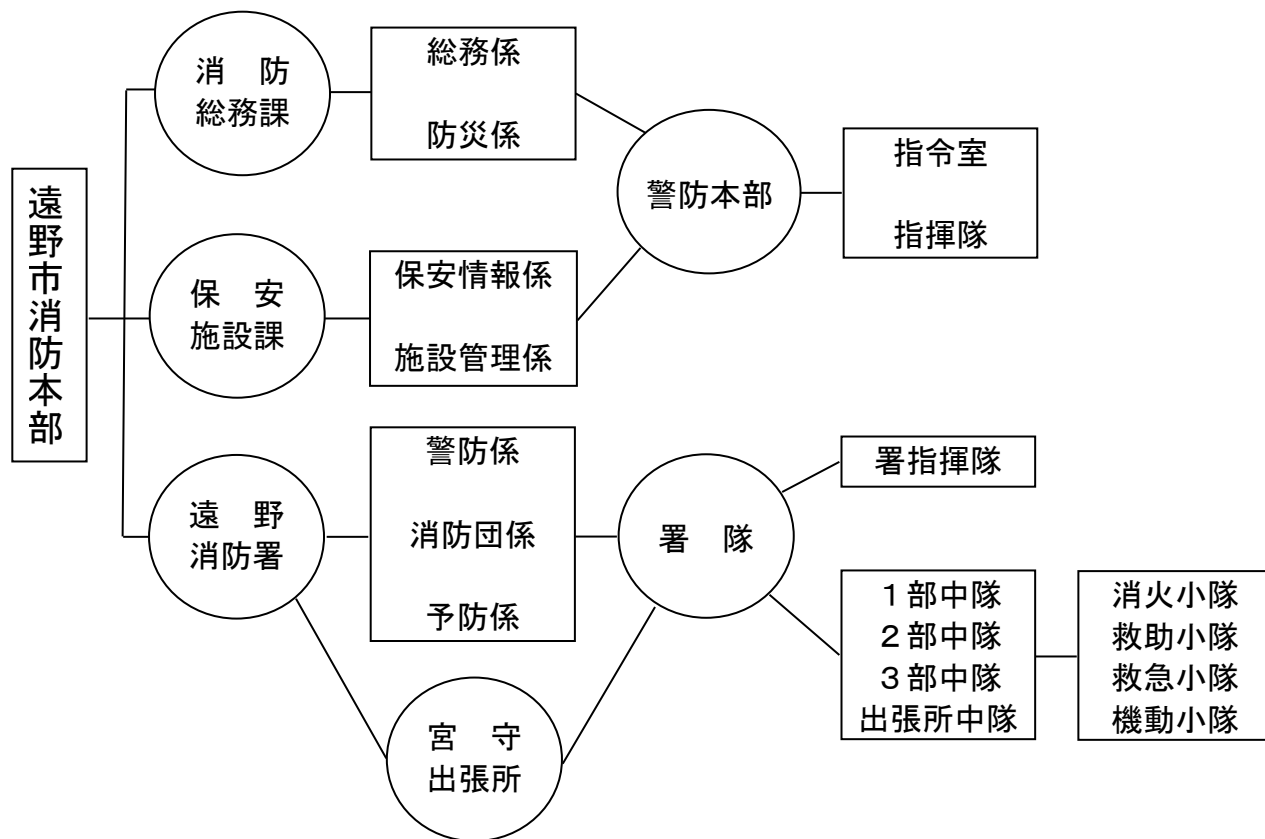 遠野市消防本部
消　防
総務課
総務係
防災係
保　安
施設課
保安情報係
施設管理係
警防本部
指令室
指揮隊
遠　野
消防署
警防係
消防団係
予防係
宮　守
出張所
署　隊
署指揮隊
１部中隊
２部中隊
３部中隊
出張所中隊
消火小隊
救助小隊
救急小隊
機動小隊